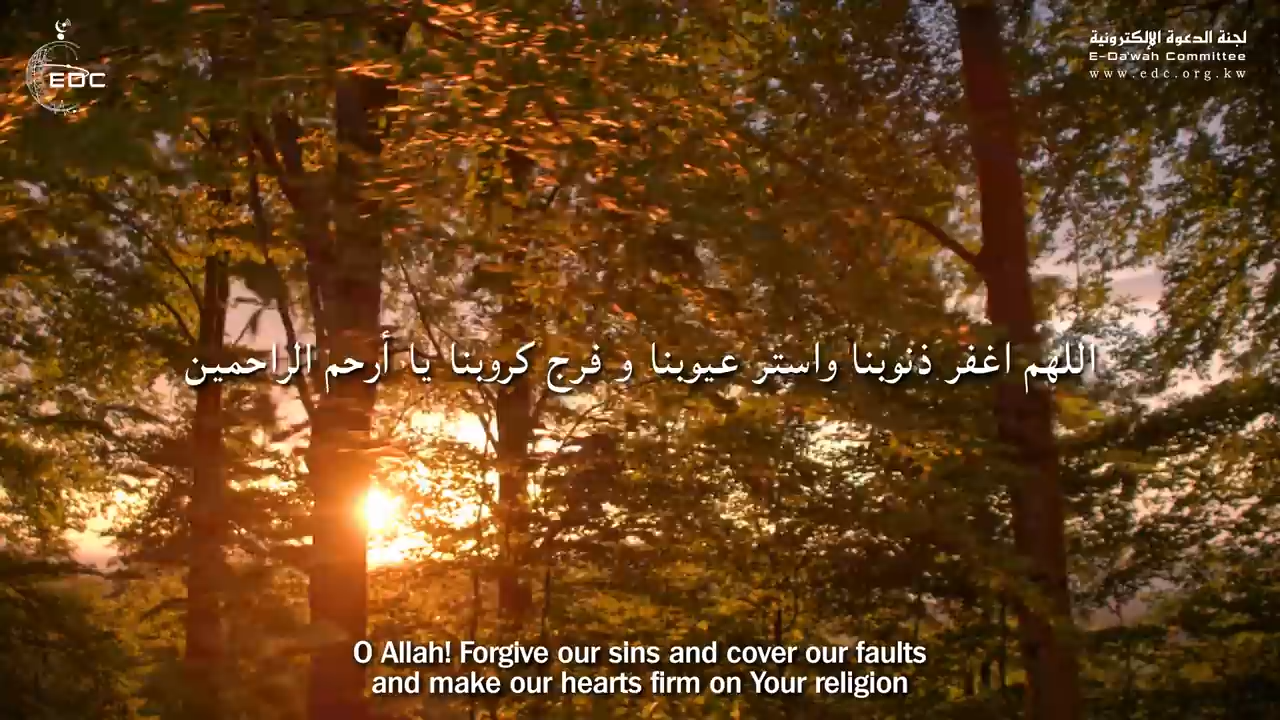 EDC
لجنة الدعوة الإلكترونية
E-Da'wah Committee
www.edc.org.kw
اللهم اغفر ذنوبنا واستر عيوبنا و فرج كروبنا يا أرحم الراحمين
O Allah! Forgive our sins and cover our faults
and make our hearts firm on Your religion